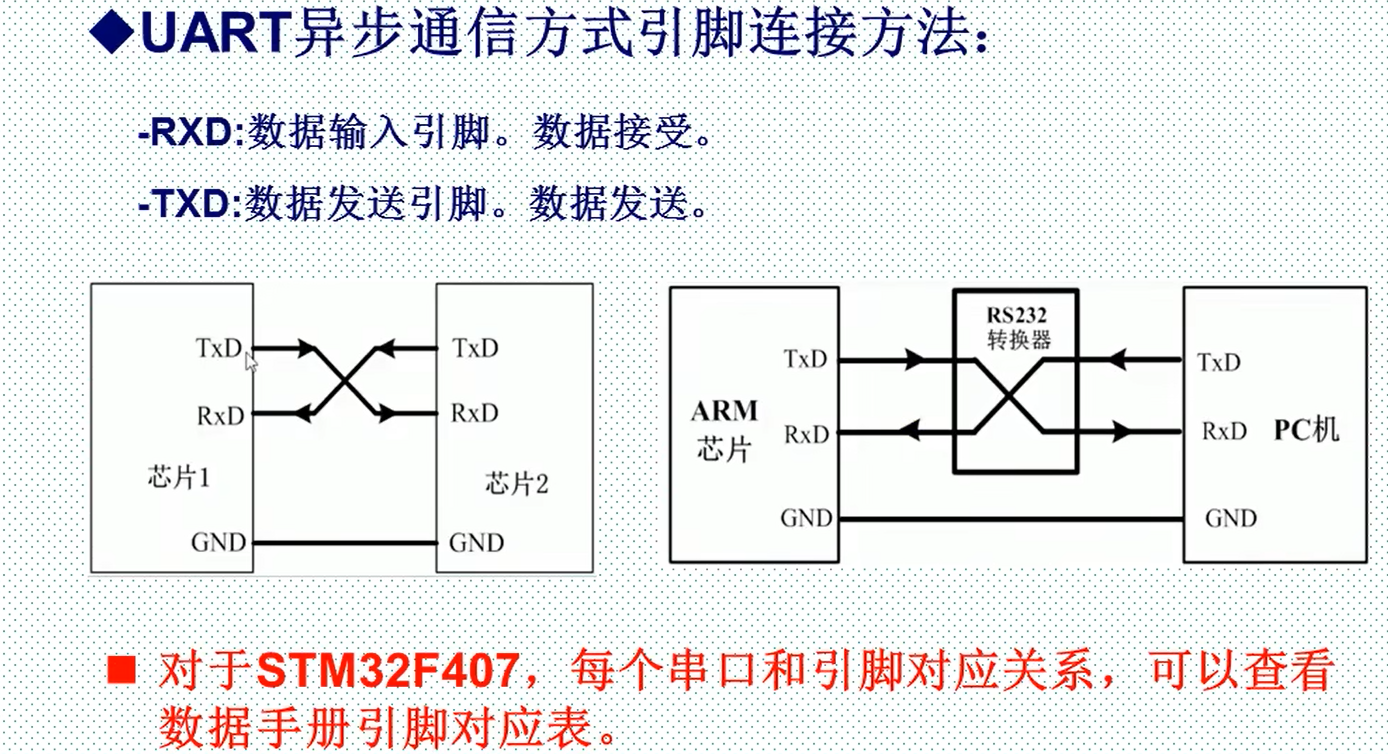 ◆UART异步通信方式引脚连接方法:
-RXD:数据输入引脚。数据接受。
-TXD:数据发送引脚。数据发送。
TxD
RxD
芯片1
GND
TxD
RxD
芯片2
GND
ARM
芯片
TxD
RxD
GND
RS232
转换器
TxD
RxD
PC机
GND
■ 对于STM32F407，每个串口和引脚对应关系，可以查看
数据手册引脚对应表。